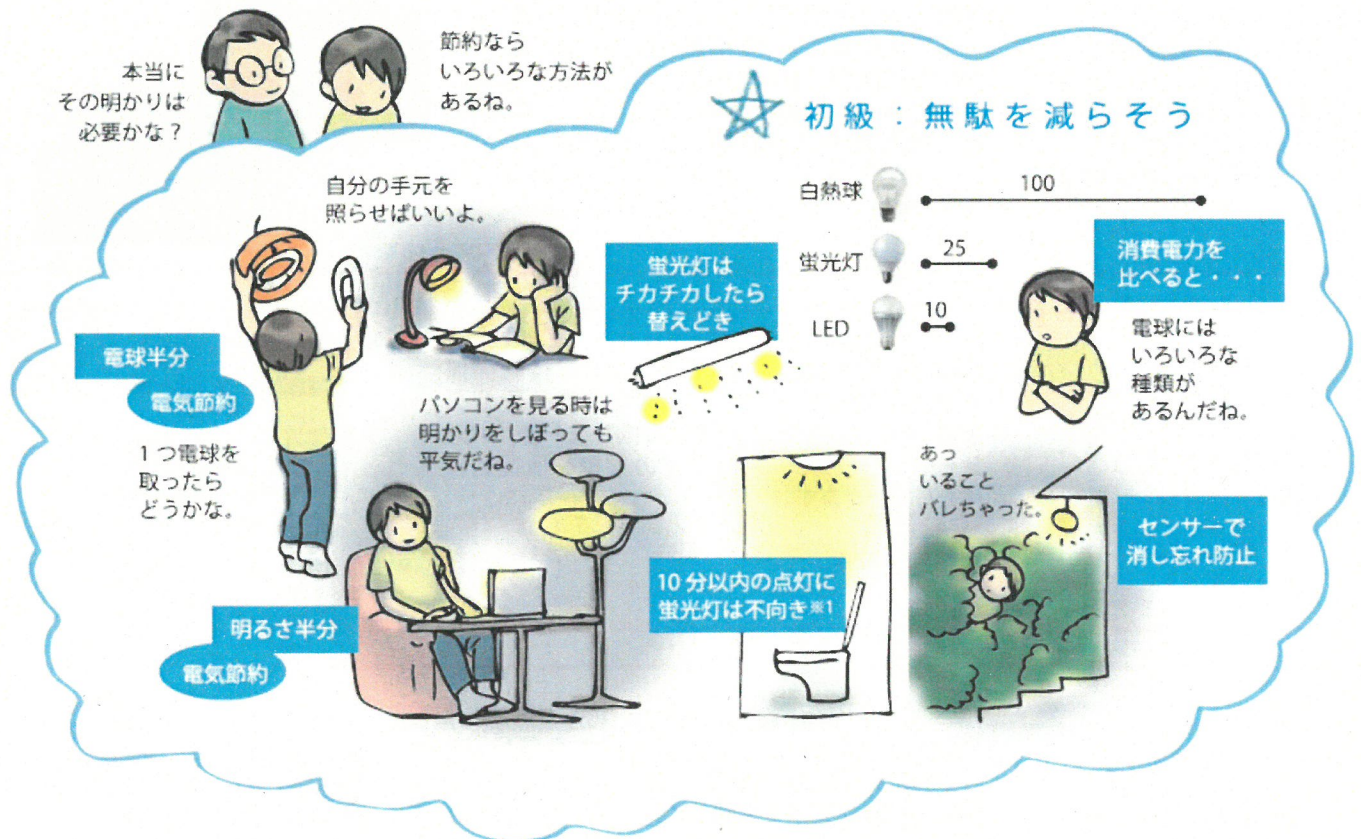 本当に
その明かりは
必要かな？
節約なら
いろいろな方法が
あるね。
初級：無駄を減らそう
自分の手元を
照らせばいいよ。
白熱球
100
蛍光灯
25
LED
10
消費電力を
比べると・・・
電球には
いろいろな
種類が
あるんだね。
蛍光灯は
チカチカしたら
替えどき
電球半分
電気節約
1つ電球を
取ったら
どうかな。
パソコンを見る時は
明かりをしぼっても
平気だね。
明るさ半分
電気節約
10分以内の点灯に
蛍光灯は不向き※1
あっ
いること
バレちゃった。
センサーで
消し忘れ防止